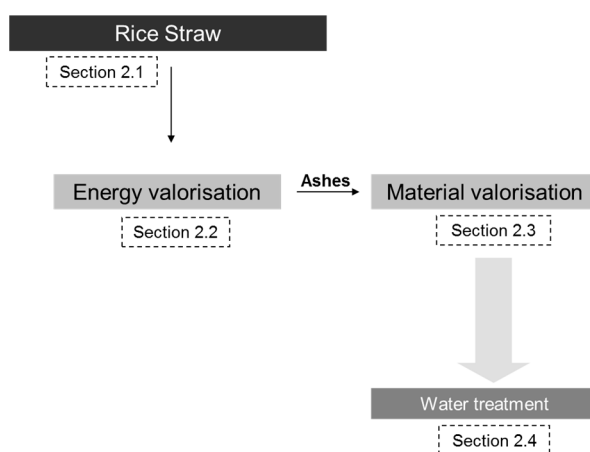 Rice Straw
Section 2.1
Energy valorisation
Ashes
Material valorisation
Section 2.2
Section 2.3
Water treatment
Section 2.4